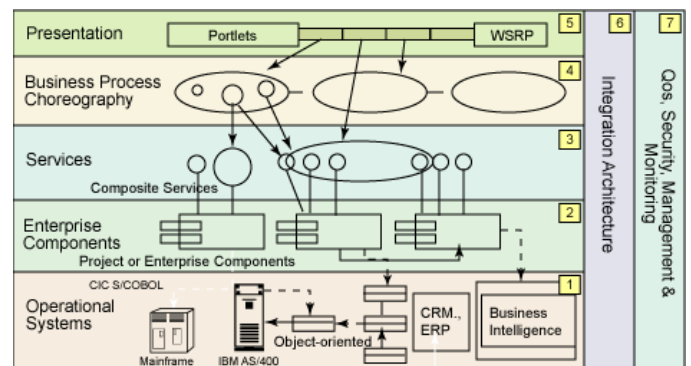 Presentation
Portlets
WSRP
5
6
7
Business Process
Choreography
4
Services
3
Composite Services
Enterprise
Components
2
Project or Enterprise Components
CIC S/COBOL
1
Operational
Systems
Mainframe
IBM AS/400
Object-oriented
CRM.,
ERP
Business
Intelligence
Integration Architecture
Qos, Security, Management &
Monitoring